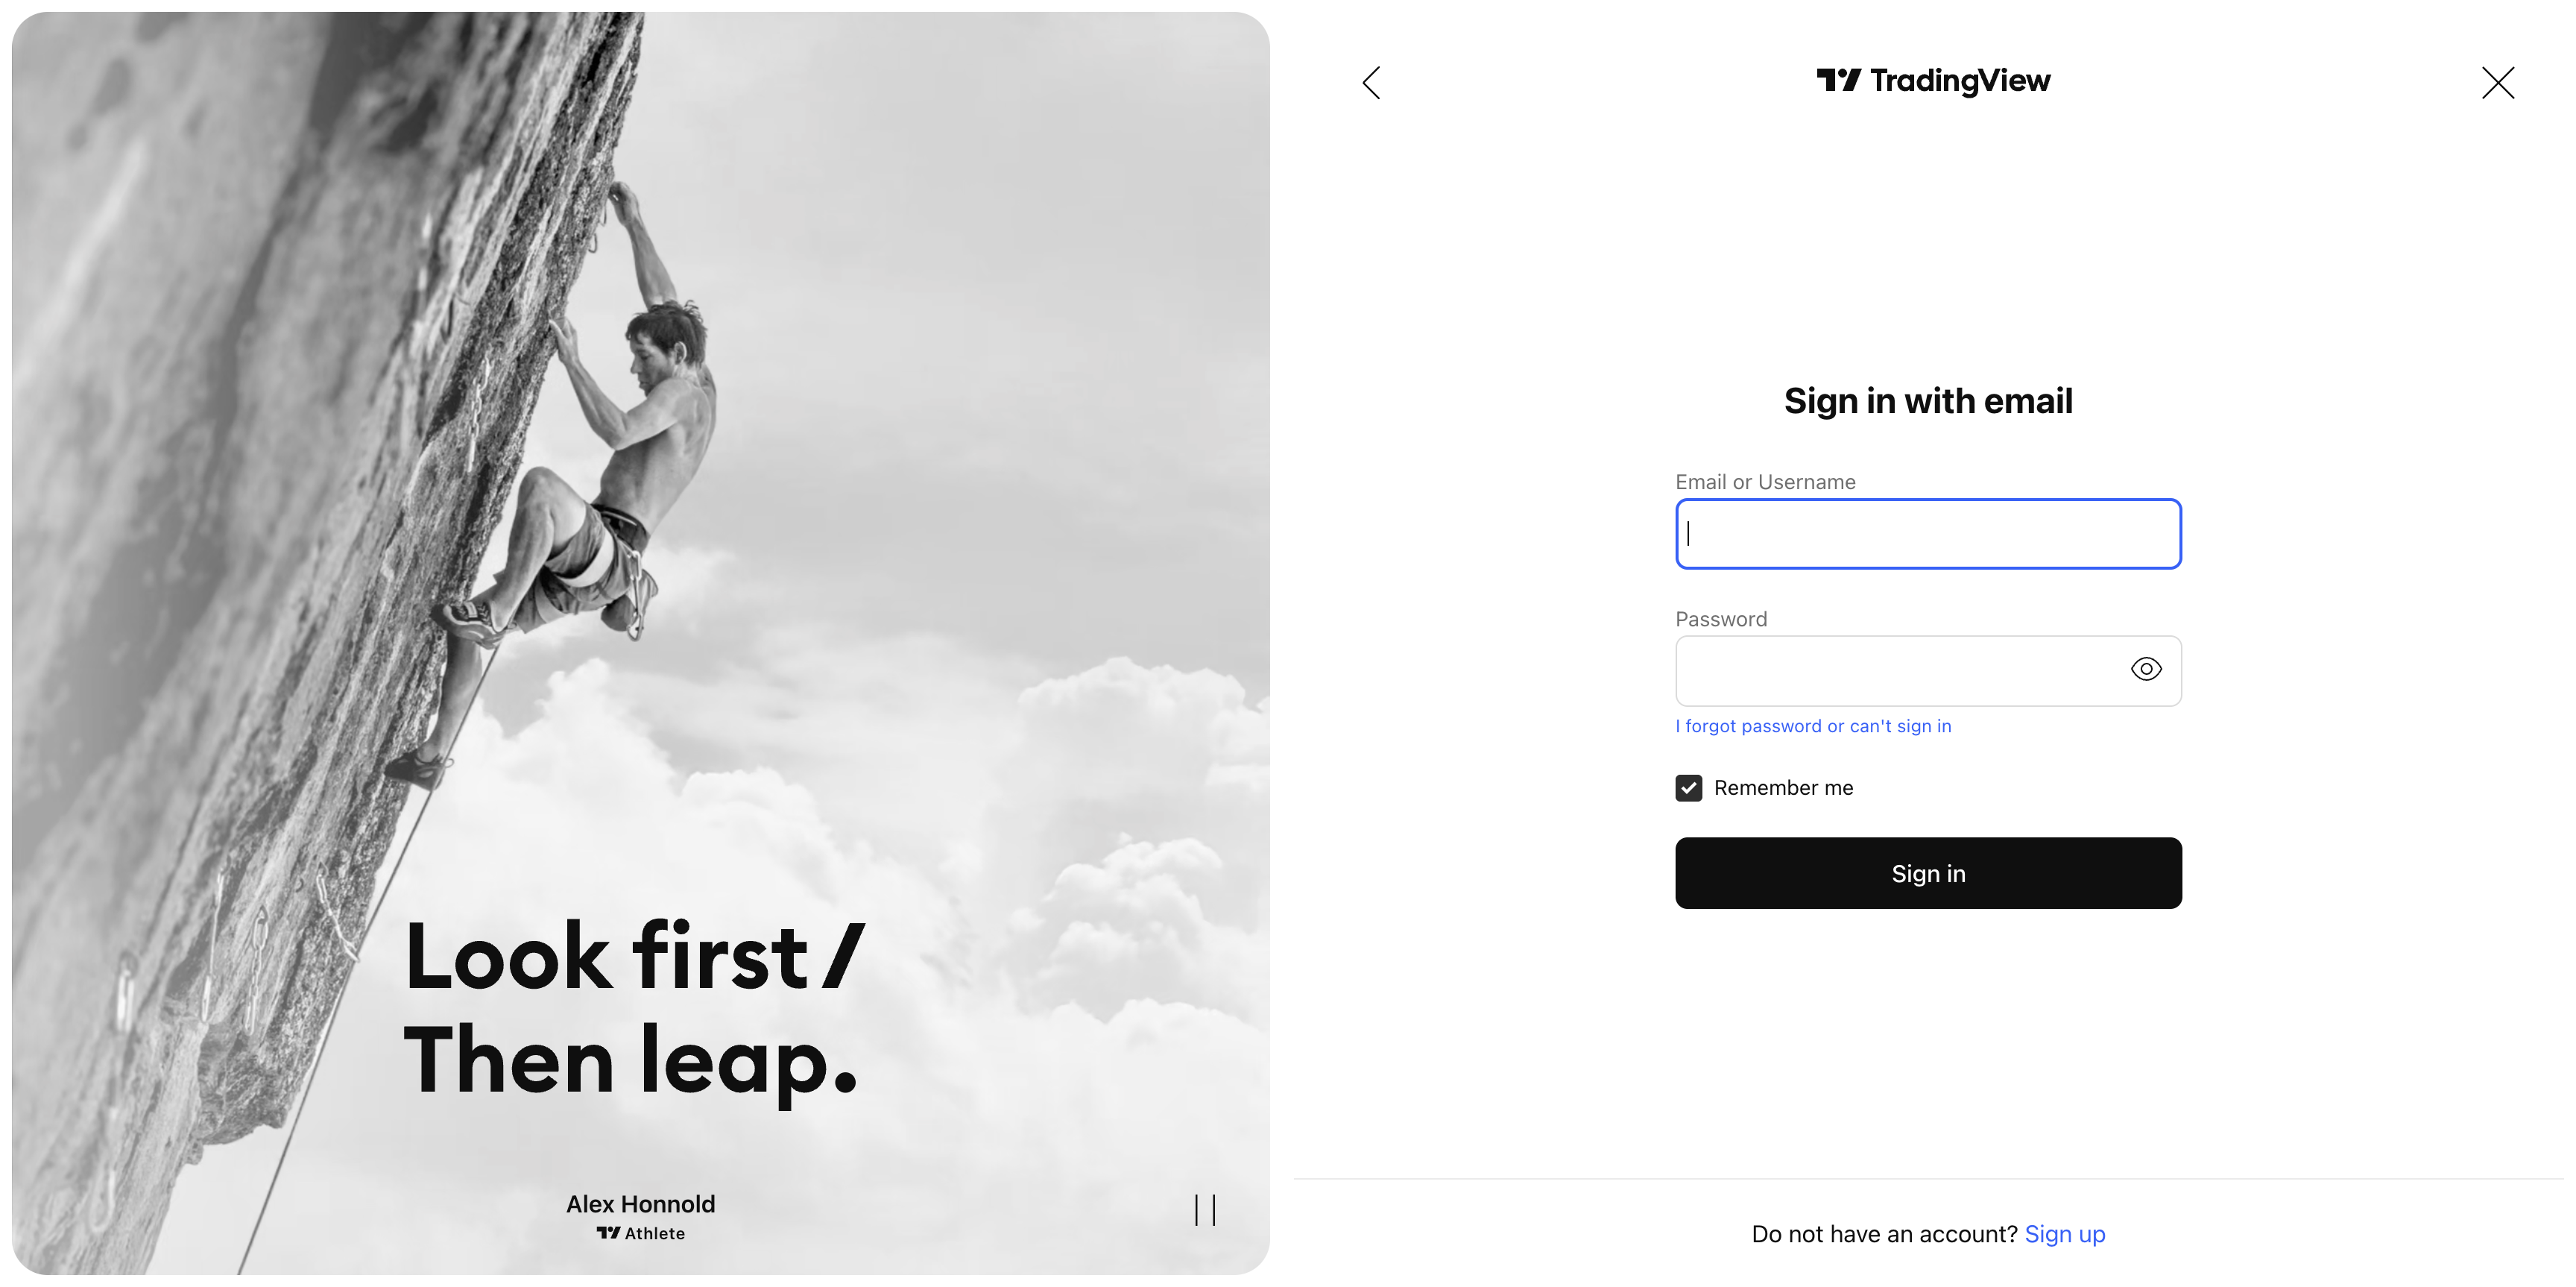 Look first/
Then leap.
Alex Honnold
Athlete
TradingView
Sign in with email
Email or Username
Password
I forgot password or can't sign in
Remember me
Sign in
Do not have an account? Sign up